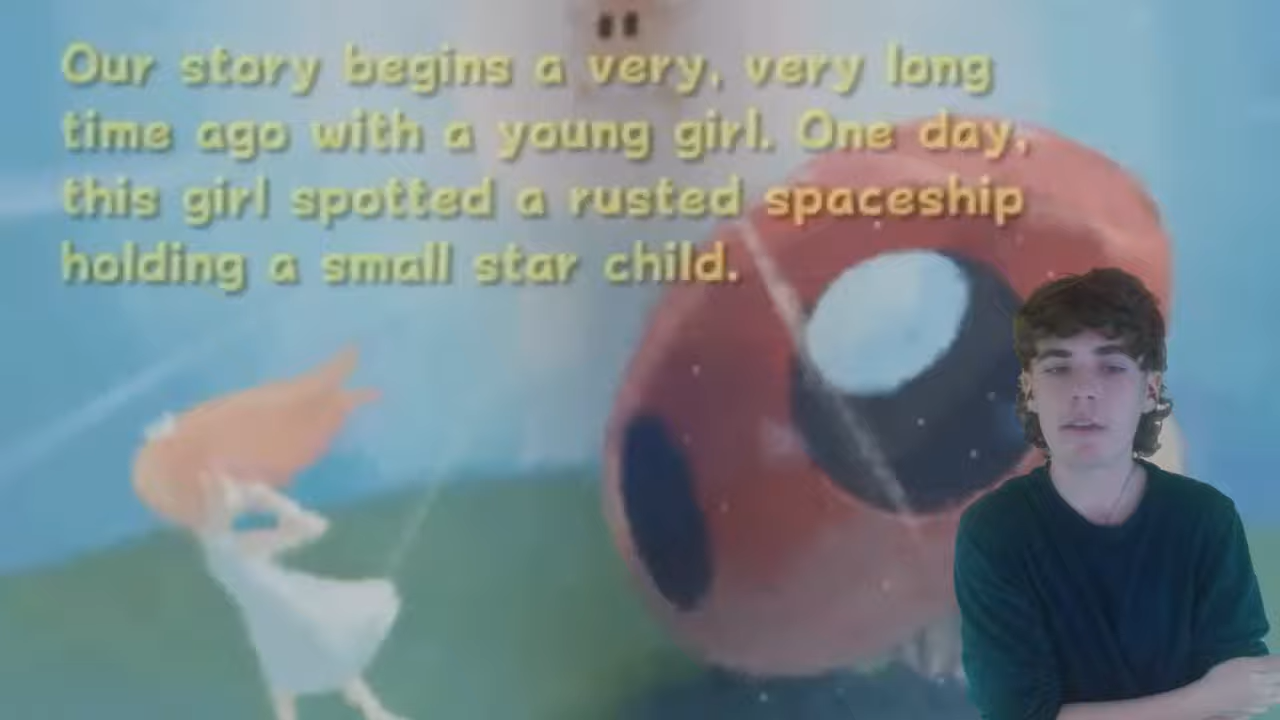 Our story begins a very, very long
time ago with a young girl. One day,
this girl spotted a rusted spaceship
holding a small star child.